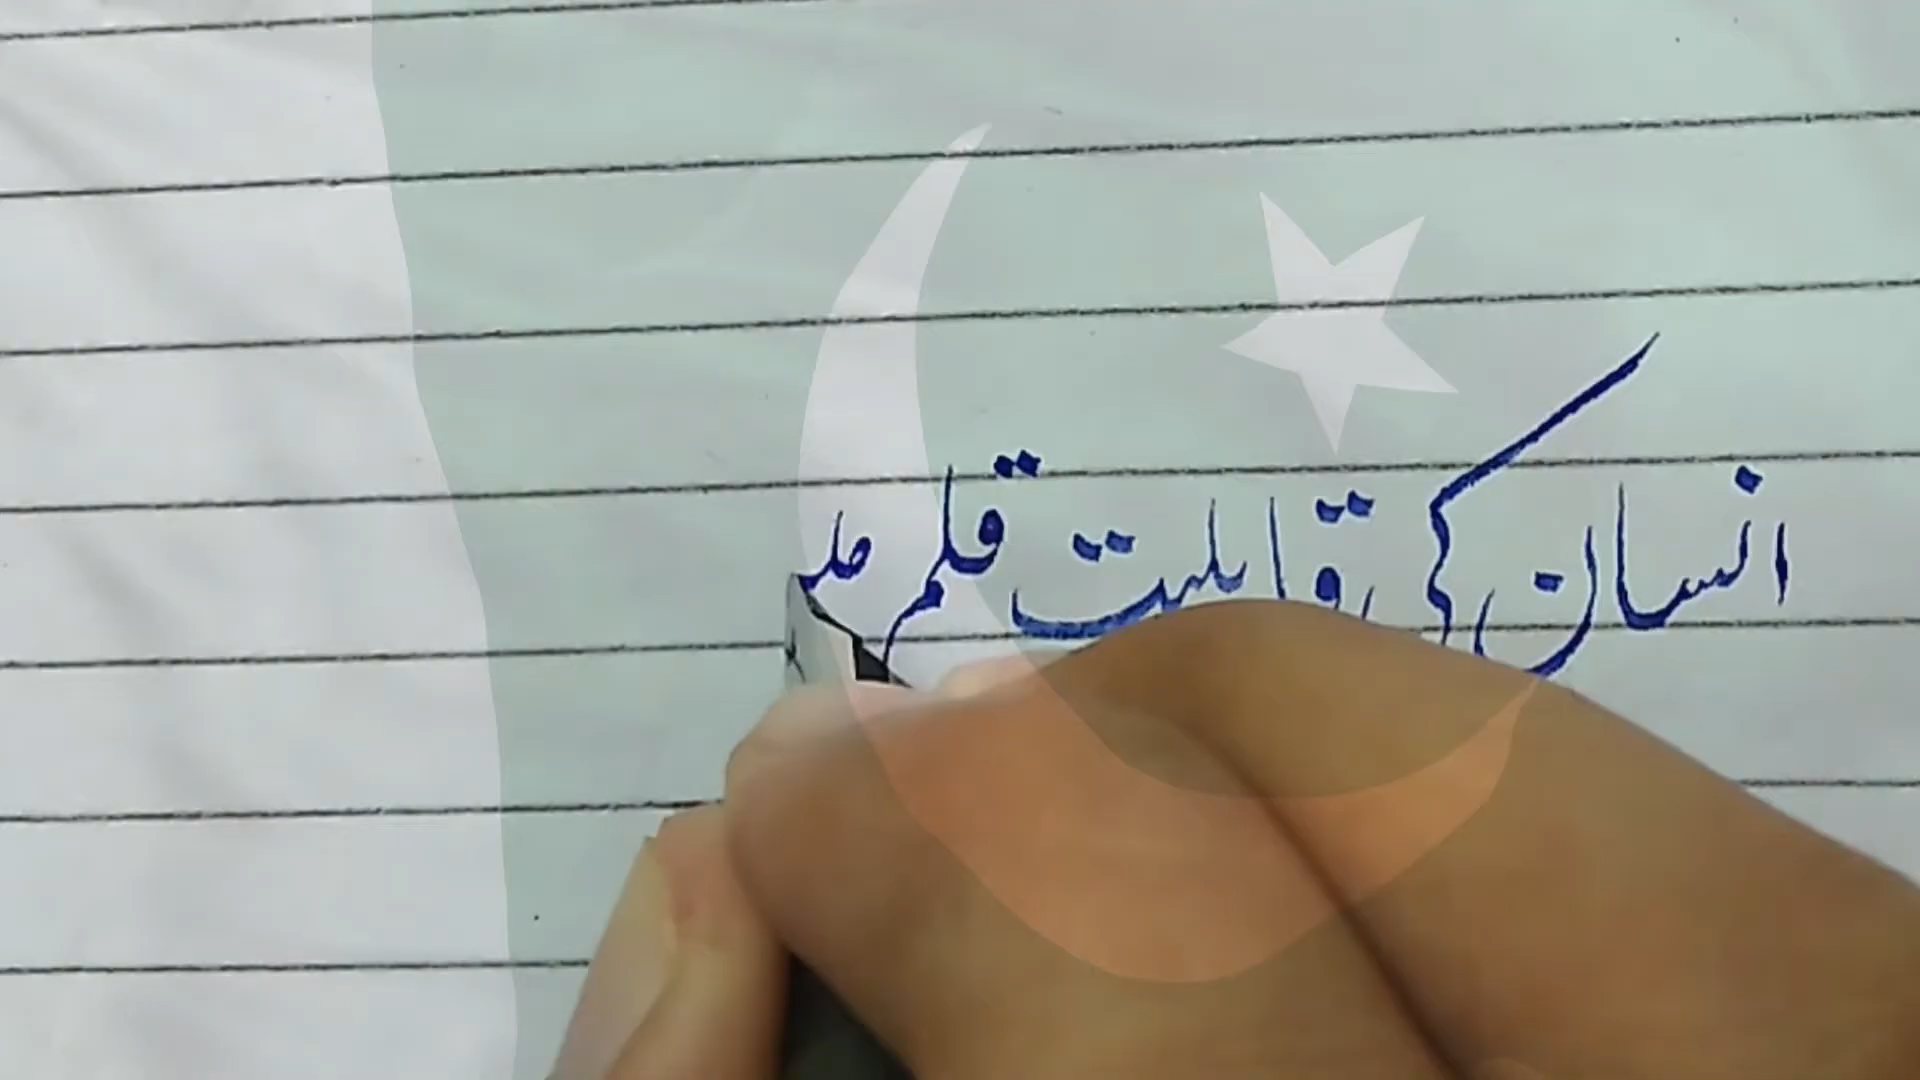 انسان کی قابلیت قلم